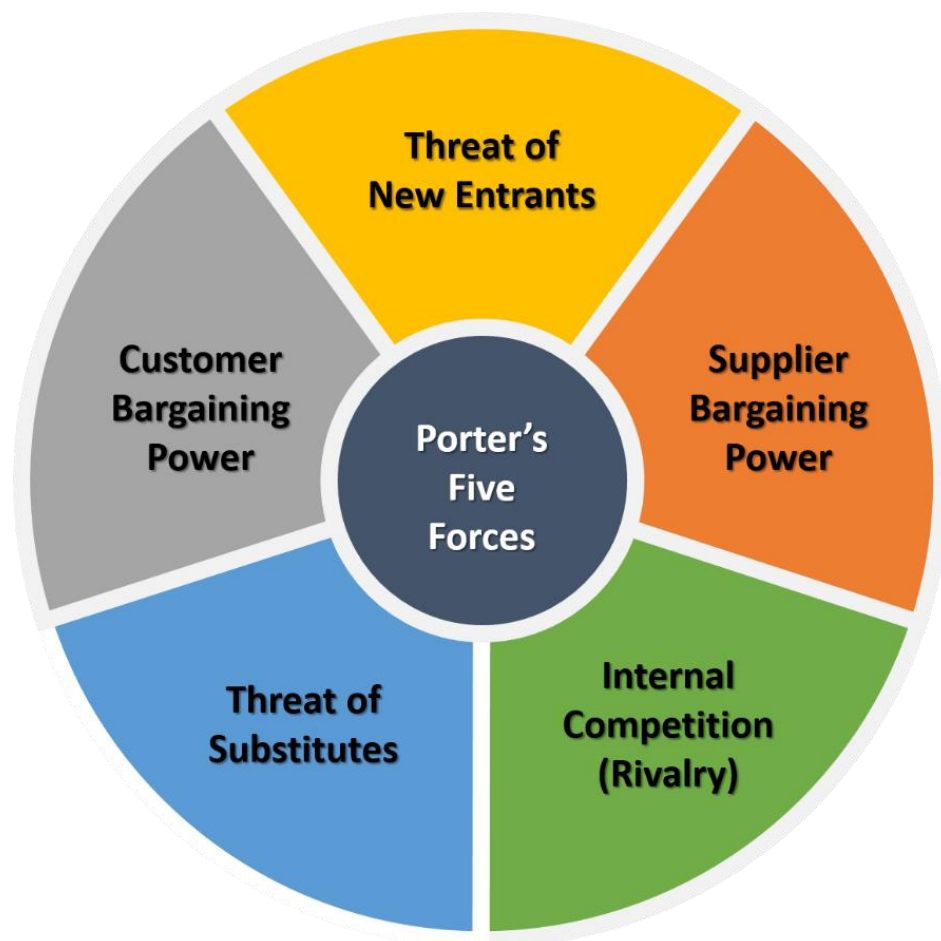 Threat of
New Entrants
Customer
Bargaining
Power
Supplier
Bargaining
Power
Porter’s
Five
Forces
Threat of
Substitutes
Internal
Competition
(Rivalry)